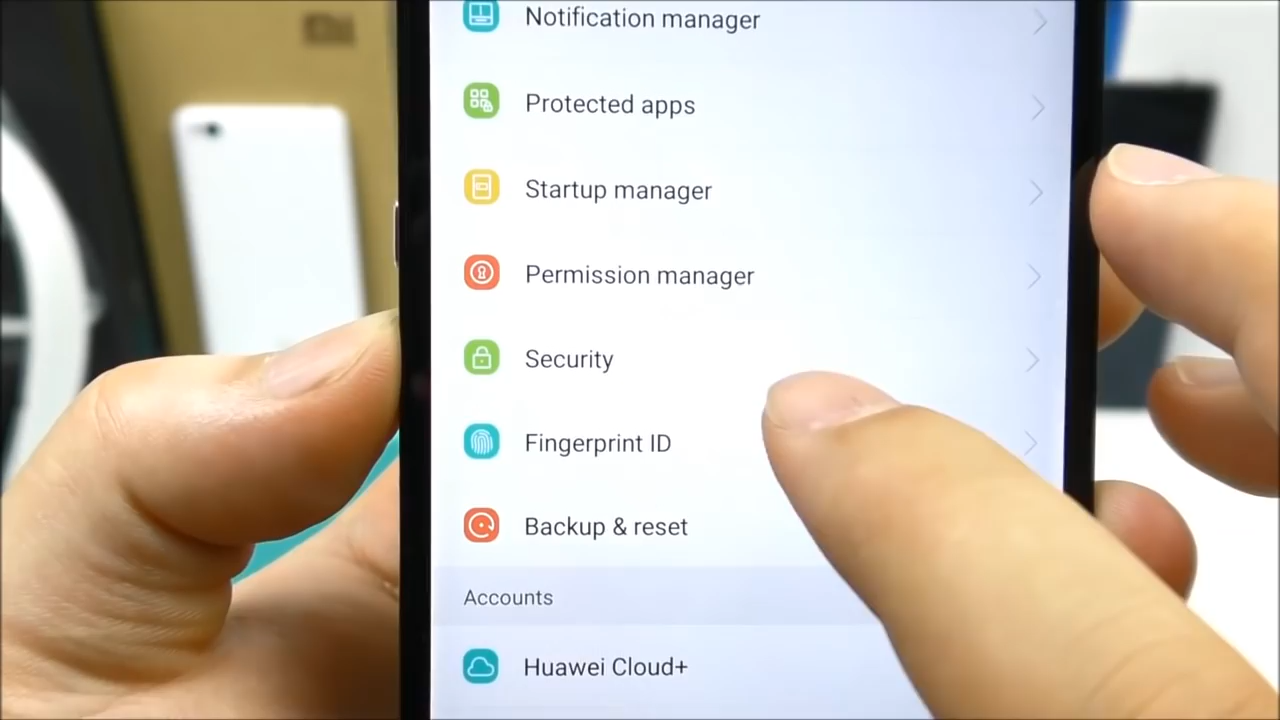 Notification manager
Protected apps
Startup manager
Permission manager
Security
Fingerprint ID
Backup & reset
Accounts
Huawei Cloud+